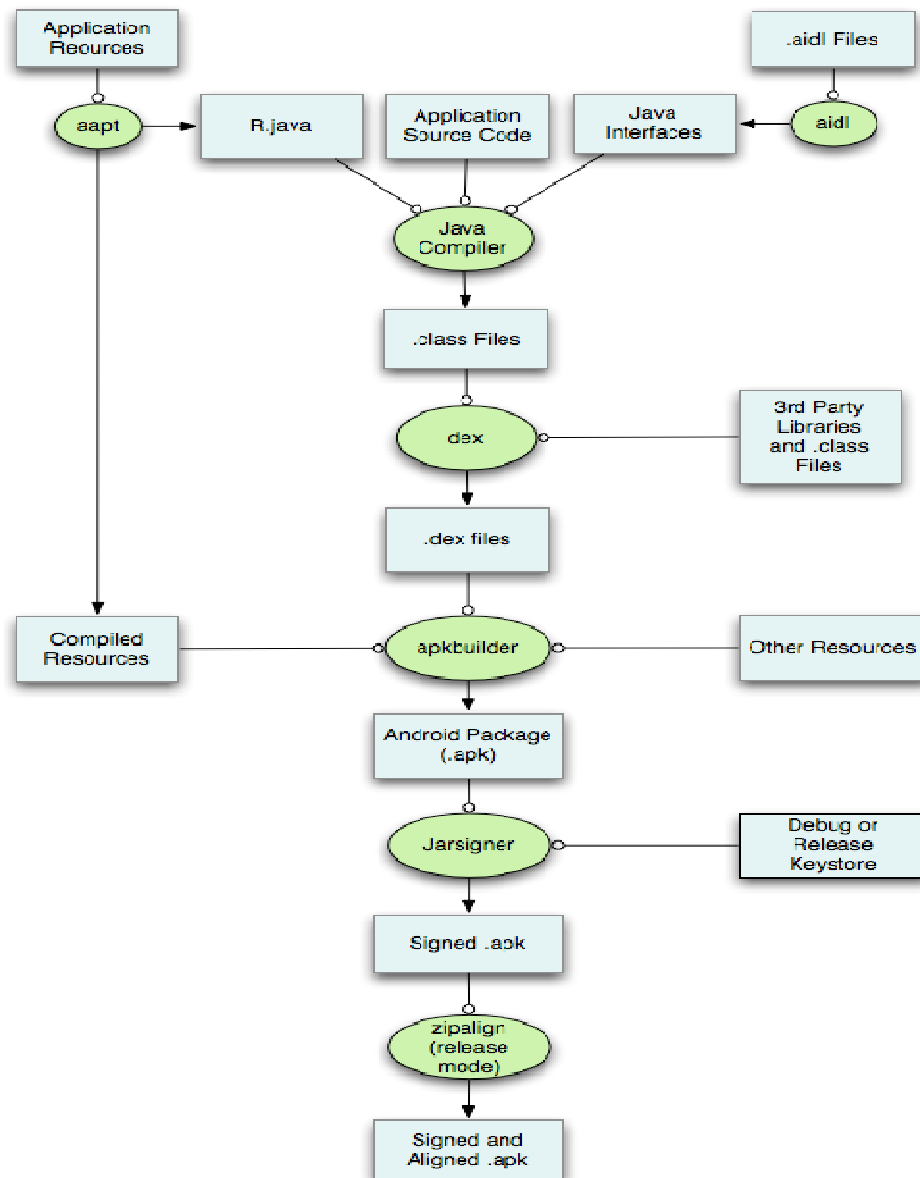 Application
Reources
.aidl Files
aapt
R.java
Application
Source Code
Java
Interfaces
aidl
Java
Compiler
.class Files
dex
3rd Party
Libraries
and .class
Files
.dex files
Compiled
Resources
apkbuilder
Other Resources
Android Package
(.apk)
Jarsigner
Debug or
Release
Keystore
Signed .apk
zipalign
(release
mode)
Signed and
Aligned .apk